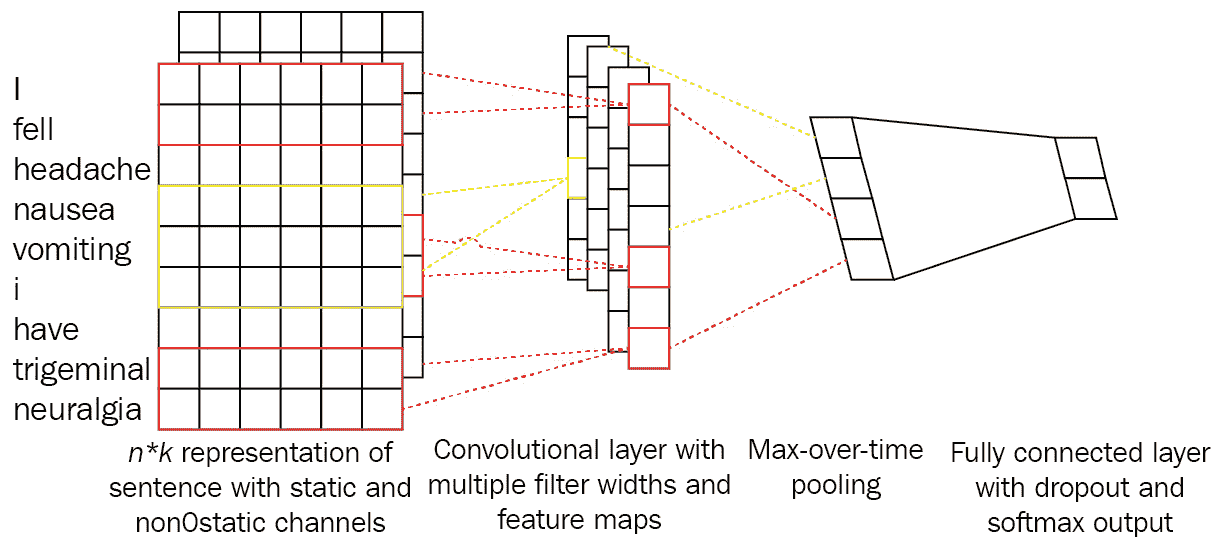 I
fell
headache
nausea
vomiting
i
have
trigeminal
neuralgia
n*k representation of
sentence with static and
nonOstatic channels
Convolutional layer with
multiple filter widths and
feature maps
Max-over-time
pooling
Fully connected layer
with dropout and
softmax output